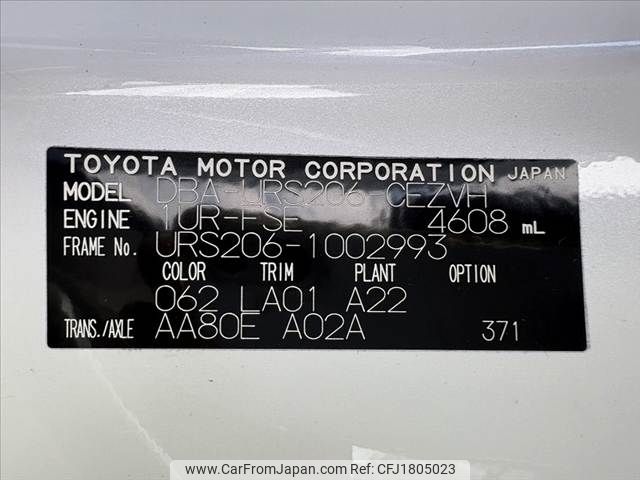 TOYOTA MOTOR CORPORATION JAPAN
MODEL DBA-URS206-CEZVH
ENGINE 1UR-FSE 4608 mL
FRAME No. URS206-1002993
COLOR TRIM PLANT OPTION
062 LA01 A22
TRANS./AXLE AA80E A02A 371
www.CarFromJapan.com CFJ1805023